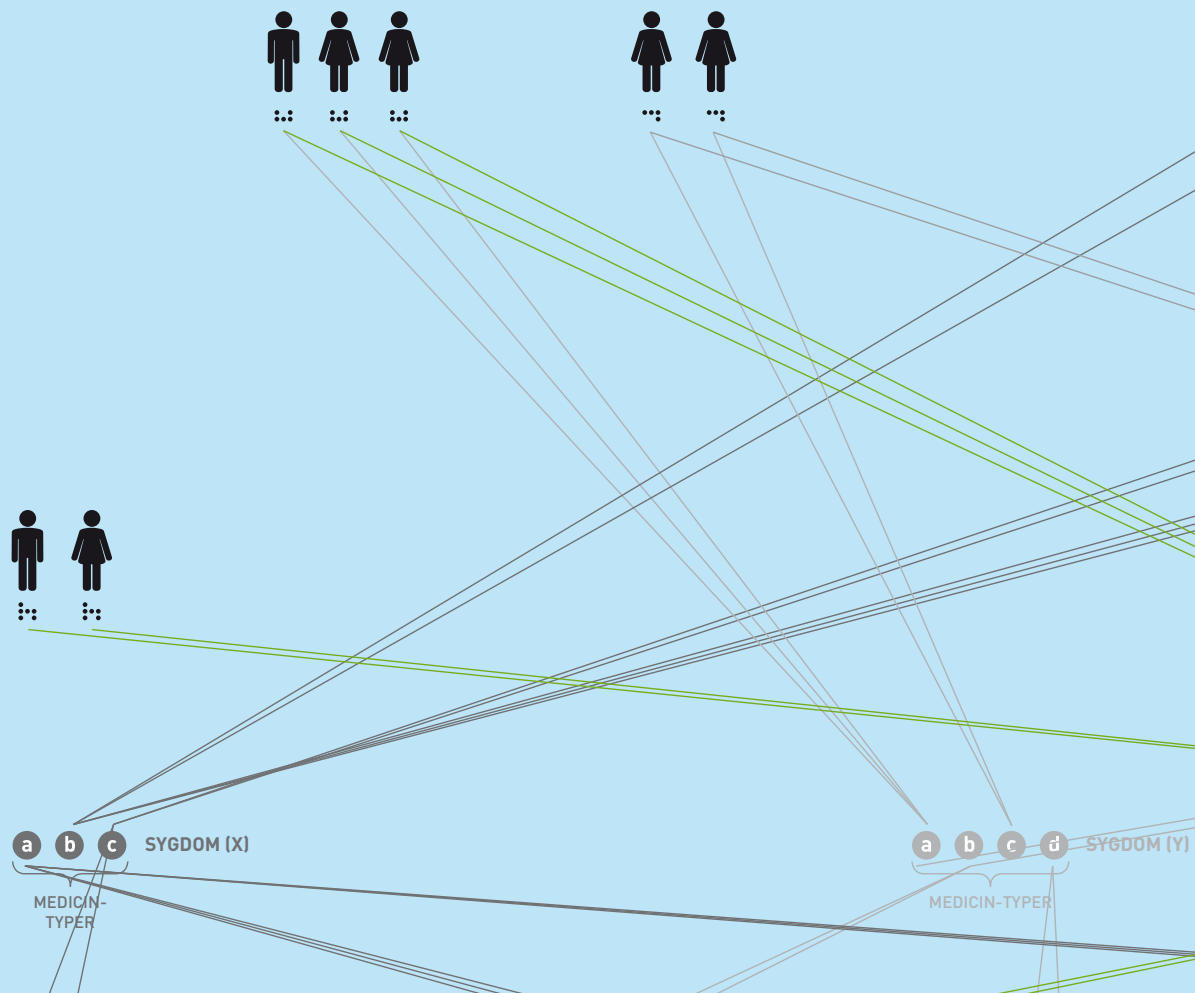 a b c SYGDOM (X)
MEDICIN-
TYPER
a b c d SYGDOM (Y)
MEDICIN-TYPER